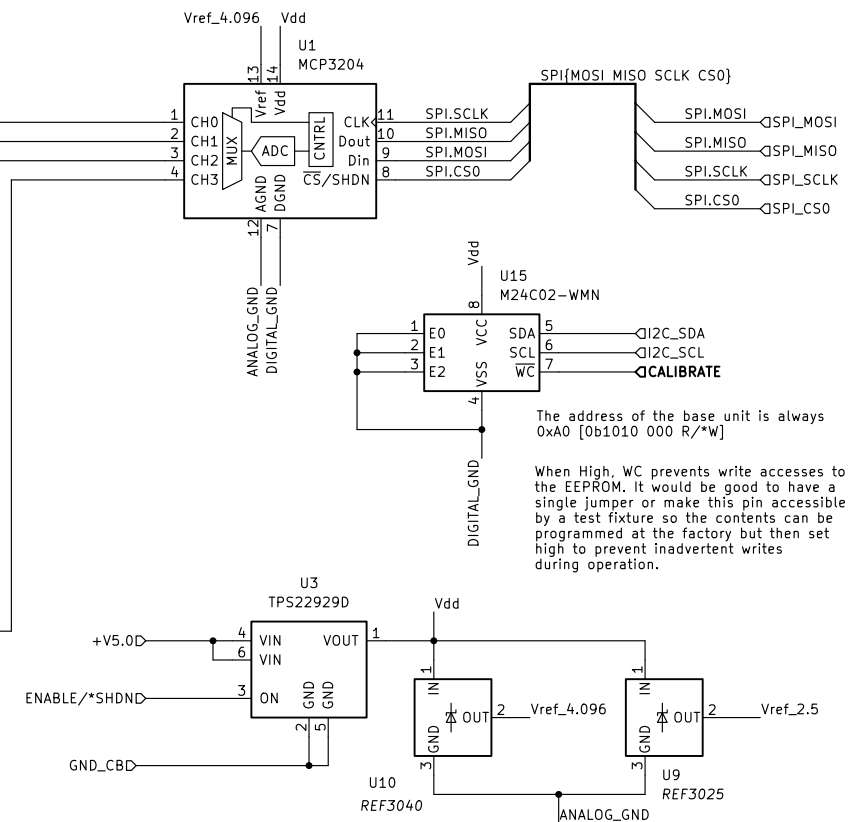 Vref_4.096
Vdd
U1
MCP3204
13
14
Vref
Vdd
1
CH0
2
CH1
3
CH2
4
CH3
MUX
ADC
CNTRL
CLK
11
SPI.SCLK
Dout
10
SPI.MISO
Din
9
SPI.MOSI
CS/SHDN
8
SPI.CS0
AGND
DGND
12
7
ANALOG_GND
DIGITAL_GND
SPI{MOSI MISO SCLK CS0}
SPI.MOSI
SPI_MOSI
SPI.MISO
SPI_MISO
SPI.SCLK
SPI_SCLK
SPI.CS0
SPI_CS0
Vdd
U15
M24C02-WMN
8
VCC
1
E0
2
E1
3
E2
SDA
5
I2C_SDA
SCL
6
I2C_SCL
WC
7
CALIBRATE
VSS
4
DIGITAL_GND
The address of the base unit is always
0xA0 [0b1010 000 R/*W]
When High, WC prevents write accesses to
the EEPROM. It would be good to have a
single jumper or make this pin accessible
by a test fixture so the contents can be
programmed at the factory but then set
high to prevent inadvertent writes
during operation.
U3
TPS22929D
+V5.0
4
VIN
6
VIN
VOUT
1
ENABLE/*SHDN
3
ON
GND
GND
2
5
GND_CB
Vdd
1
IN
OUT
2
Vref_4.096
GND
3
U10
REF3040
1
IN
OUT
2
Vref_2.5
GND
3
U9
REF3025
ANALOG_GND